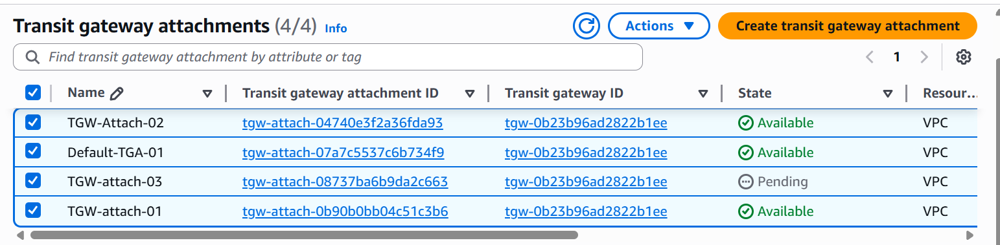 Transit gateway attachments (4/4) Info Actions Create transit gateway attachment
Find transit gateway attachment by attribute or tag 1
Name Transit gateway attachment ID Transit gateway ID State Resour...
TGW-Attach-02 tgw-attach-04740e3f2a36fda93 tgw-0b23b96ad2822b1ee Available VPC
Default-TGA-01 tgw-attach-07a7c5537c6b734f9 tgw-0b23b96ad2822b1ee Available VPC
TGW-attach-03 tgw-attach-08737ba6b9da2c663 tgw-0b23b96ad2822b1ee Pending VPC
TGW-attach-01 tgw-attach-0b90b0bb04c51c3b6 tgw-0b23b96ad2822b1ee Available VPC